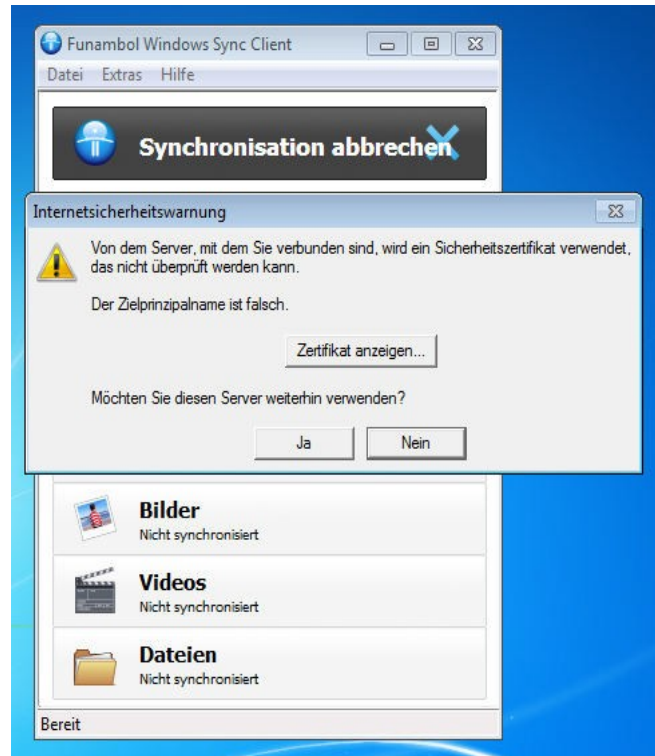 Funambol Windows Sync Client
Datei Extras Hilfe
Synchronisation abbrechen
Internetsicherheitswarnung
Von dem Server, mit dem Sie verbunden sind, wird ein Sicherheitszertifikat verwendet,
das nicht überprüft werden kann.
Der Zielprinzipalname ist falsch.
Zertifikat anzeigen...
Möchten Sie diesen Server weiterhin verwenden?
Ja Nein
Bilder
Nicht synchronisiert
Videos
Nicht synchronisiert
Dateien
Nicht synchronisiert
Bereit